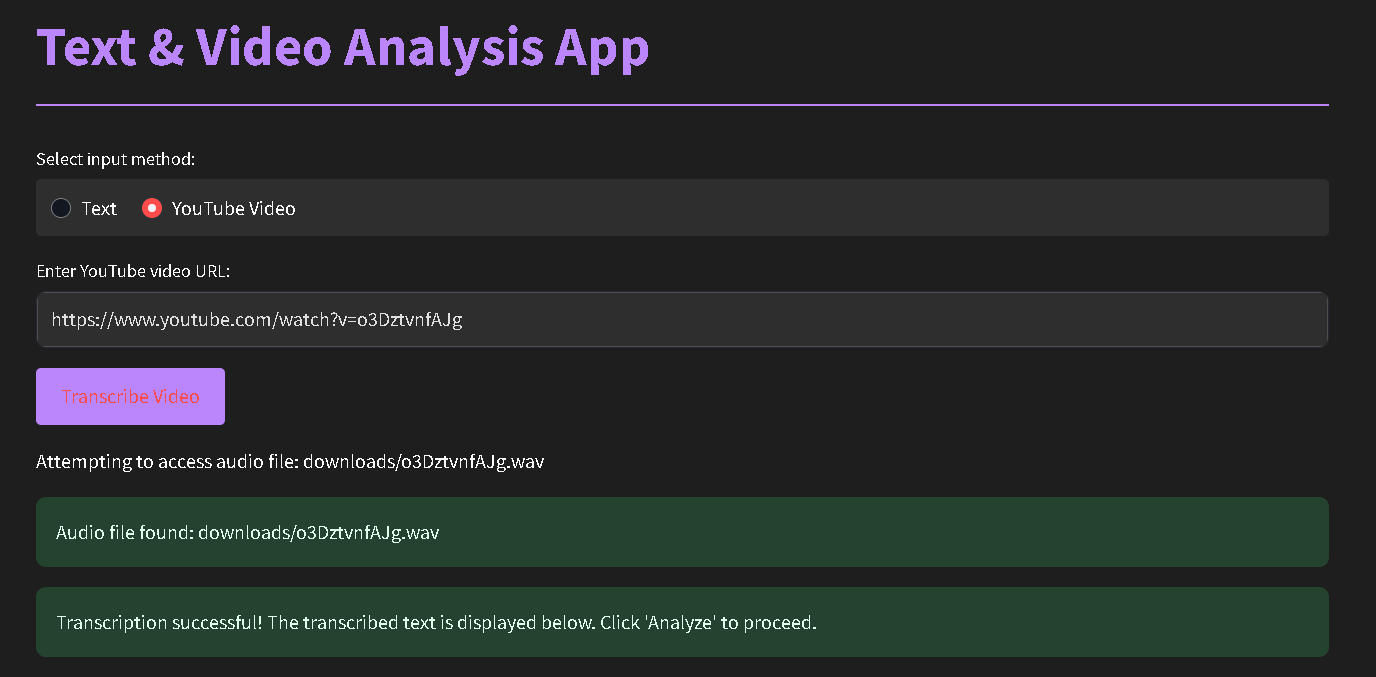 Text & Video Analysis App
Select input method:
Text YouTube Video
Enter YouTube video URL:
https://www.youtube.com/watch?v=o3DztvnfAJg
Transcribe Video
Attempting to access audio file: downloads/o3DztvnfAJg.wav
Audio file found: downloads/o3DztvnfAJg.wav
Transcription successful! The transcribed text is displayed below. Click 'Analyze' to proceed.